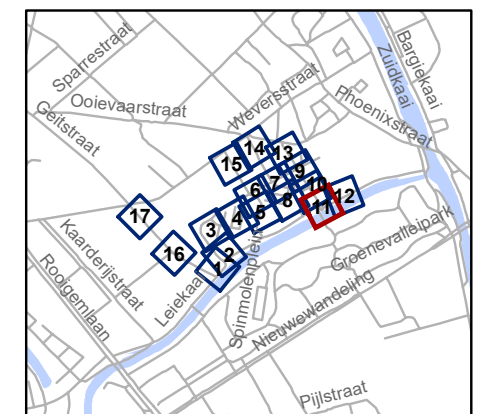 Sparrestraat
Bargiekaai
Zuidkaai
Weversstraat
Phoenixstraat
Ooievaarstraat
Geitstraat
14
13
15
9
7
10
6
12
8
11
5
4
17
3
16
2
1
Groenevalleipark
Kaarderijstraat
Rooigemlaan
Leiekaai
Spinmolenplein
Nieuwewandeling
Pijlstraat